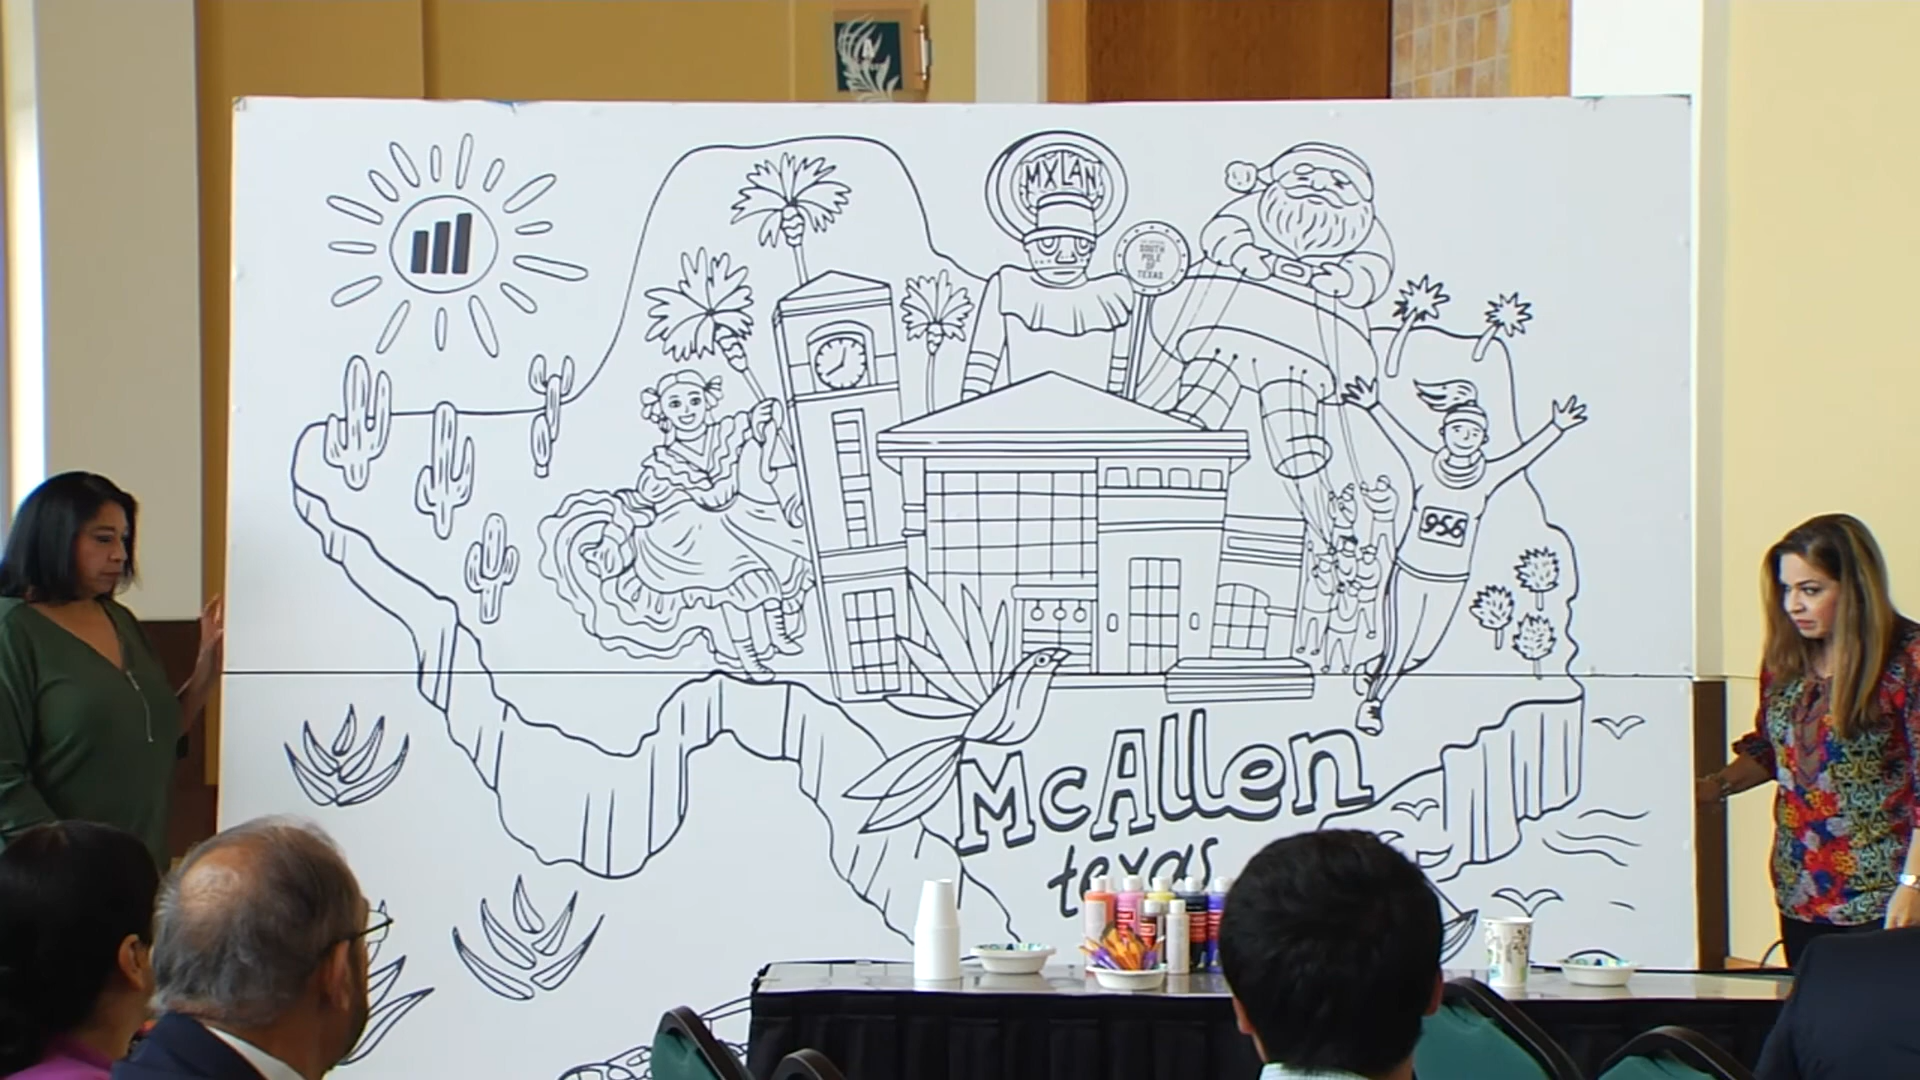 MXLAN
SOUTH
POLE
OF
TEXAS
956
McAllen
texas